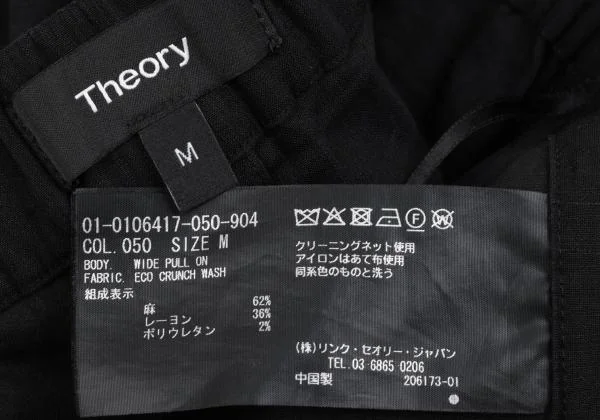 Theory
M
01-0106417-050-904
COL. 050 SIZE M
BODY. WIDE PULL ON
FABRIC. ECO CRUNCH WASH
組成表示
麻 62%
レーヨン 36%
ポリウレタン 2%
クリーニングネット使用
アイロンはあて布使用
同系色のものと洗う
(株)リンク・セオリー・ジャパン
TEL. 03-6865 0206
中国製 206173-01